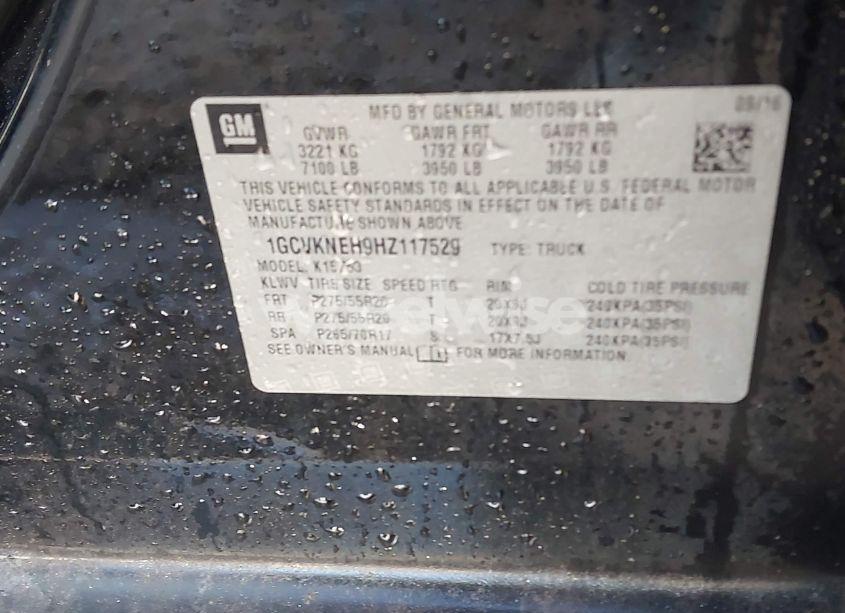 GM
MFD BY GENERAL MOTORS LLC 09/16
GVWR GAWR FRT GAWR RR
3221 KG 1792 KG 1792 KG
7100 LB 3950 LB 3950 LB
THIS VEHICLE CONFORMS TO ALL APPLICABLE U.S. FEDERAL MOTOR
VEHICLE SAFETY STANDARDS IN EFFECT ON THE DATE OF
MANUFACTURE SHOWN ABOVE
1GCVKNEH9HZ117529 TYPE: TRUCK
MODEL:
KLWV TIRE SIZE SPEED RTG RIM COLD TIRE PRESSURE
FRT P275/55R20 T 20X9J 240KPA(35PSI)
RR P275/55R20 T 20X9J 240KPA(35PSI)
SPA P265/70R17 S 17X7.5J 240KPA(35PSI)
SEE OWNER'S MANUAL FOR MORE INFORMATION